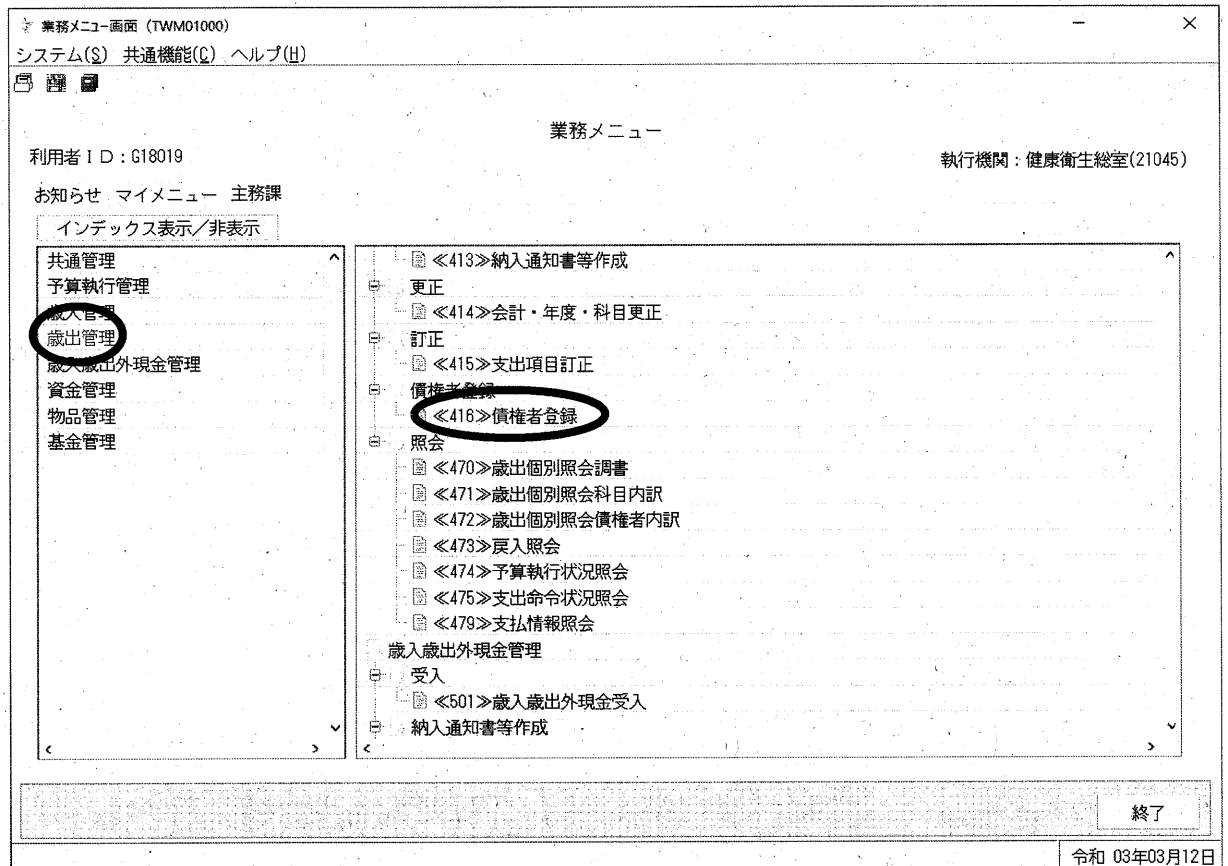 業務メニュー画面 (TWM01000)
システム(S) 共通機能(C) ヘルプ(H)
業務メニュー
利用者ID:G18019
執行機関:健康衛生総室(21045)
お知らせ マイメニュー 主務課
インデックス表示/非表示
共通管理
予算執行管理
歳入管理
歳出管理
歳入歳出外現金管理
資金管理
物品管理
基金管理
≪413≫納入通知書等作成
更正
≪414≫会計・年度・科目更正
訂正
≪415≫支出項目訂正
債権者登録
≪416≫債権者登録
照会
≪470≫歳出個別照会調書
≪471≫歳出個別照会科目内訳
≪472≫歳出個別照会債権者内訳
≪473≫戻入照会
≪474≫予算執行状況照会
≪475≫支出命令状況照会
≪479≫支払情報照会
歳入歳出外現金管理
受入
≪501≫歳入歳出外現金受入
納入通知書等作成
終了
令和 03年03月12日